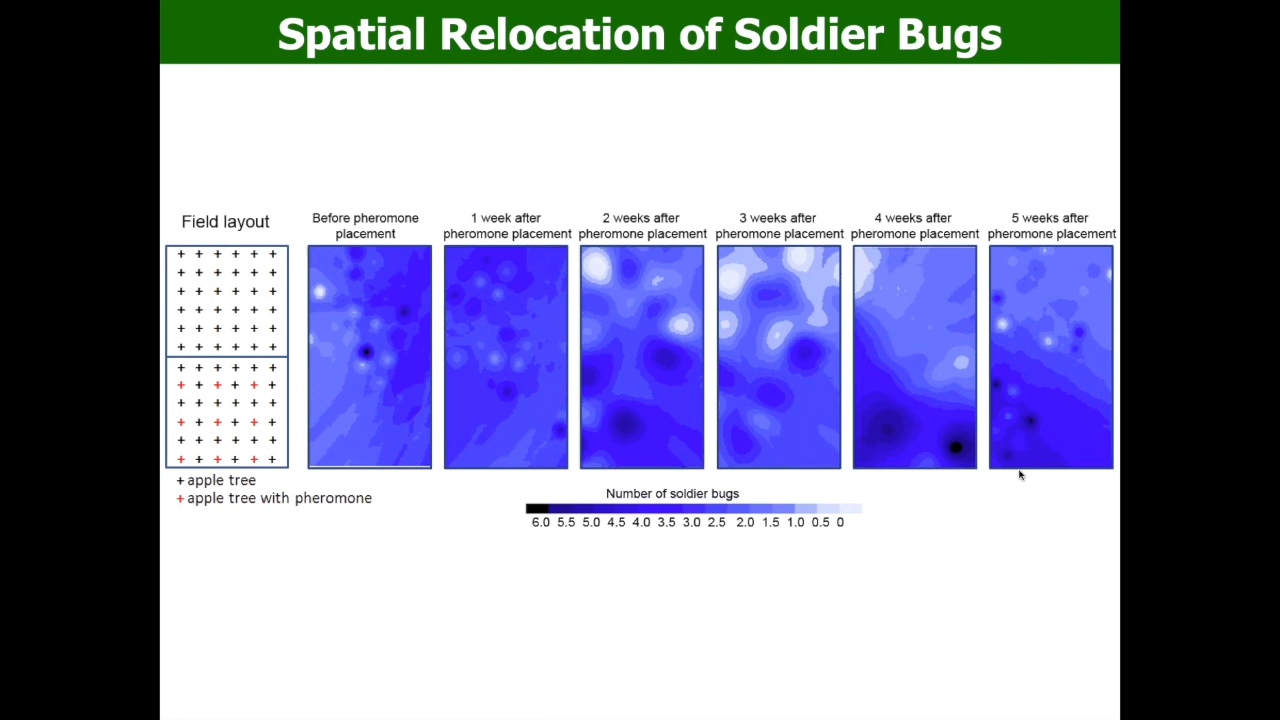 Spatial Relocation of Soldier Bugs
Field layout
Before pheromone
placement
1 week after
pheromone placement
2 weeks after
pheromone placement
3 weeks after
pheromone placement
4 weeks after
pheromone placement
5 weeks after
pheromone placement
+ apple tree
+ apple tree with pheromone
Number of soldier bugs
6.0 5.5 5.0 4.5 4.0 3.5 3.0 2.5 2.0 1.5 1.0 0.5 0